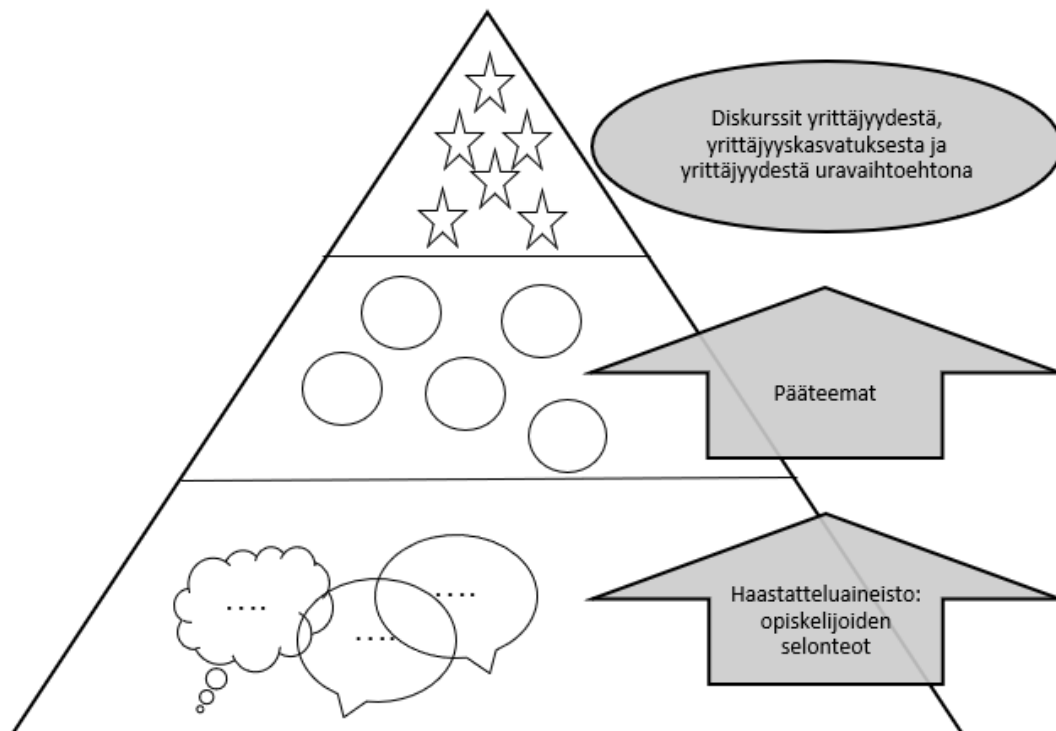 Diskurssit yrittäjyydestä,
yrittäjyyskasvatuksesta ja
yrittäjyydestä uravaihtoehtona
Pääteemat
Haastatteluaineisto:
opiskelijoiden
selonteot
....
....
....